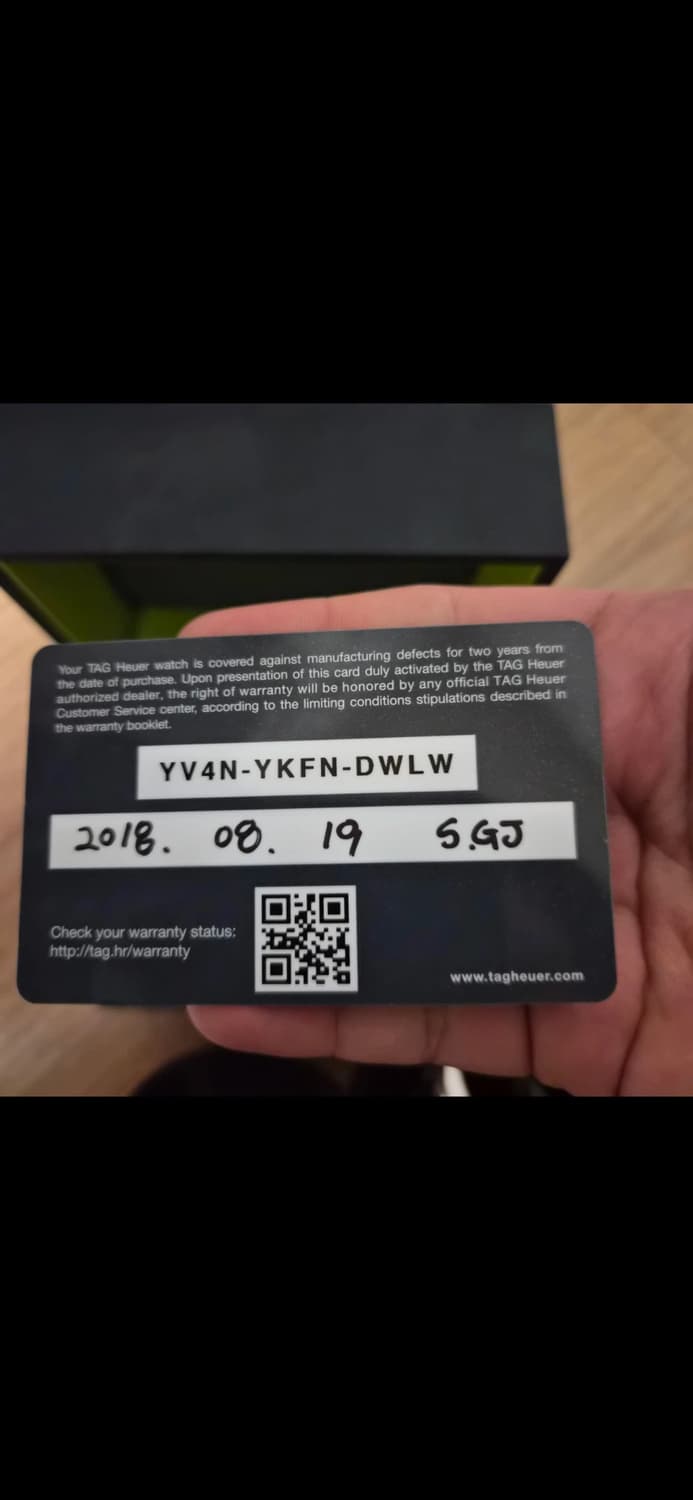 Your TAG Heuer watch is covered against manufacturing defects for two years from
the date of purchase. Upon presentation of this card duly activated by the TAG Heuer
authorized dealer, the right of warranty will be honored by any official TAG Heuer
Customer Service center, according to the limiting conditions stipulations described in
the warranty booklet.
YV4N-YKFN-DWLW
2018. 08. 19 S.GJ
Check your warranty status:
http://tag.hr/warranty
www.tagheuer.com